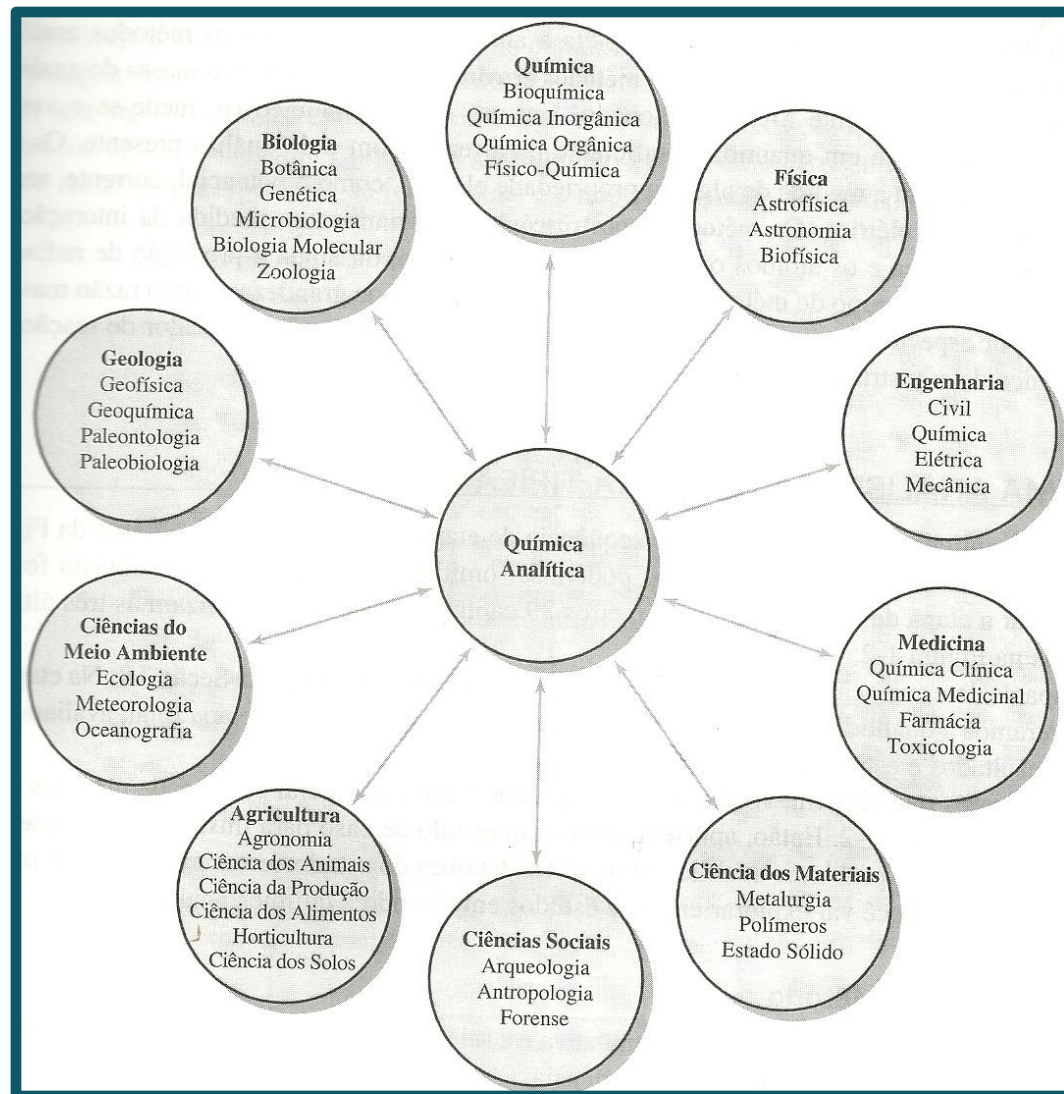 Química
Bioquímica
Química Inorgânica
Química Orgânica
Físico-Química
Física
Astrofísica
Astronomia
Biofísica
Engenharia
Civil
Química
Elétrica
Mecânica
Medicina
Química Clínica
Química Medicinal
Farmácia
Toxicologia
Ciência dos Materiais
Metalurgia
Polímeros
Estado Sólido
Ciências Sociais
Arqueologia
Antropologia
Forense
Agricultura
Agronomia
Ciência dos Animais
Ciência da Produção
Ciência dos Alimentos
Horticultura
Ciência dos Solos
Ciências do
Meio Ambiente
Ecologia
Meteorologia
Oceanografia
Geologia
Geofísica
Geoquímica
Paleontologia
Paleobiologia
Biologia
Botânica
Genética
Microbiologia
Biologia Molecular
Zoologia
Química
Analítica